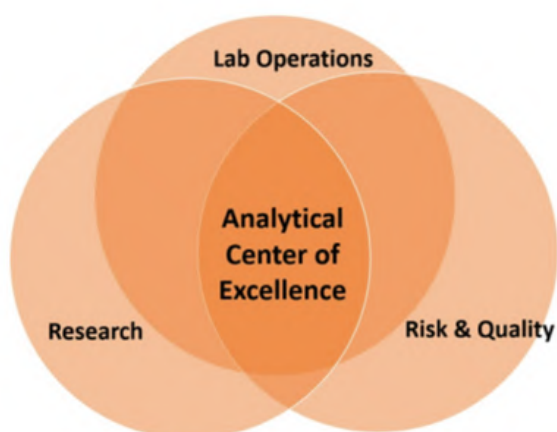 Lab Operations
Analytical
Center of
Excellence
Research
Risk & Quality